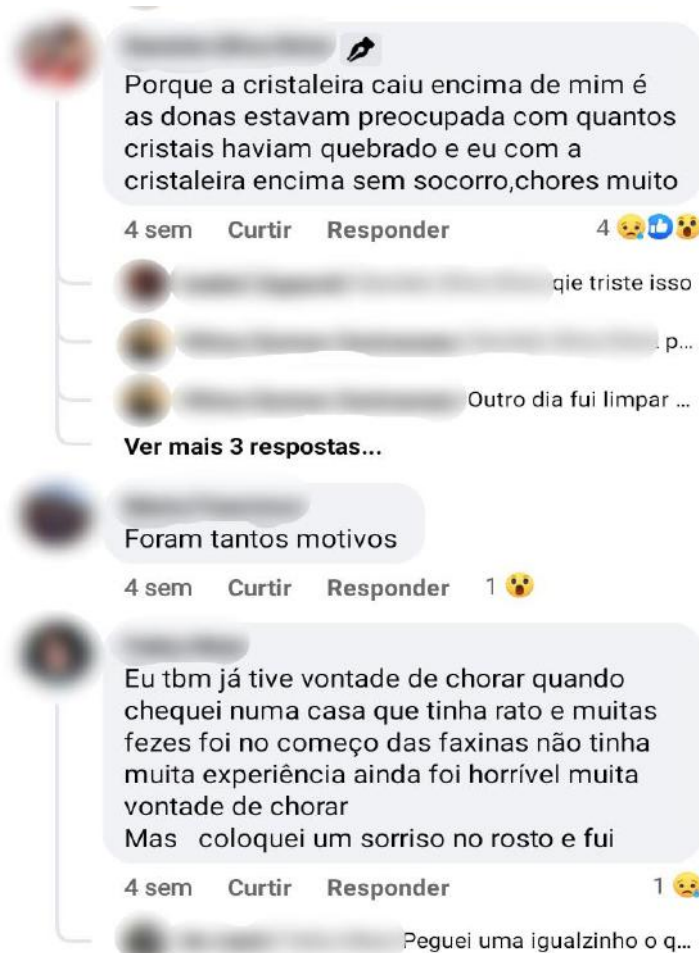 Porque a cristaleira caiu encima de mim é
as donas estavam preocupada com quantos
cristais haviam quebrado e eu com a
cristaleira encima sem socorro,chores muito
4 sem Curtir Responder 4
qie triste isso
p...
Outro dia fui limpar ...
Ver mais 3 respostas...
Foram tantos motivos
4 sem Curtir Responder 1
Eu tbm já tive vontade de chorar quando
chequei numa casa que tinha rato e muitas
fezes foi no começo das faxinas não tinha
muita experiência ainda foi horrível muita
vontade de chorar
Mas coloquei um sorriso no rosto e fui
4 sem Curtir Responder 1
Peguei uma igualzinho o q...